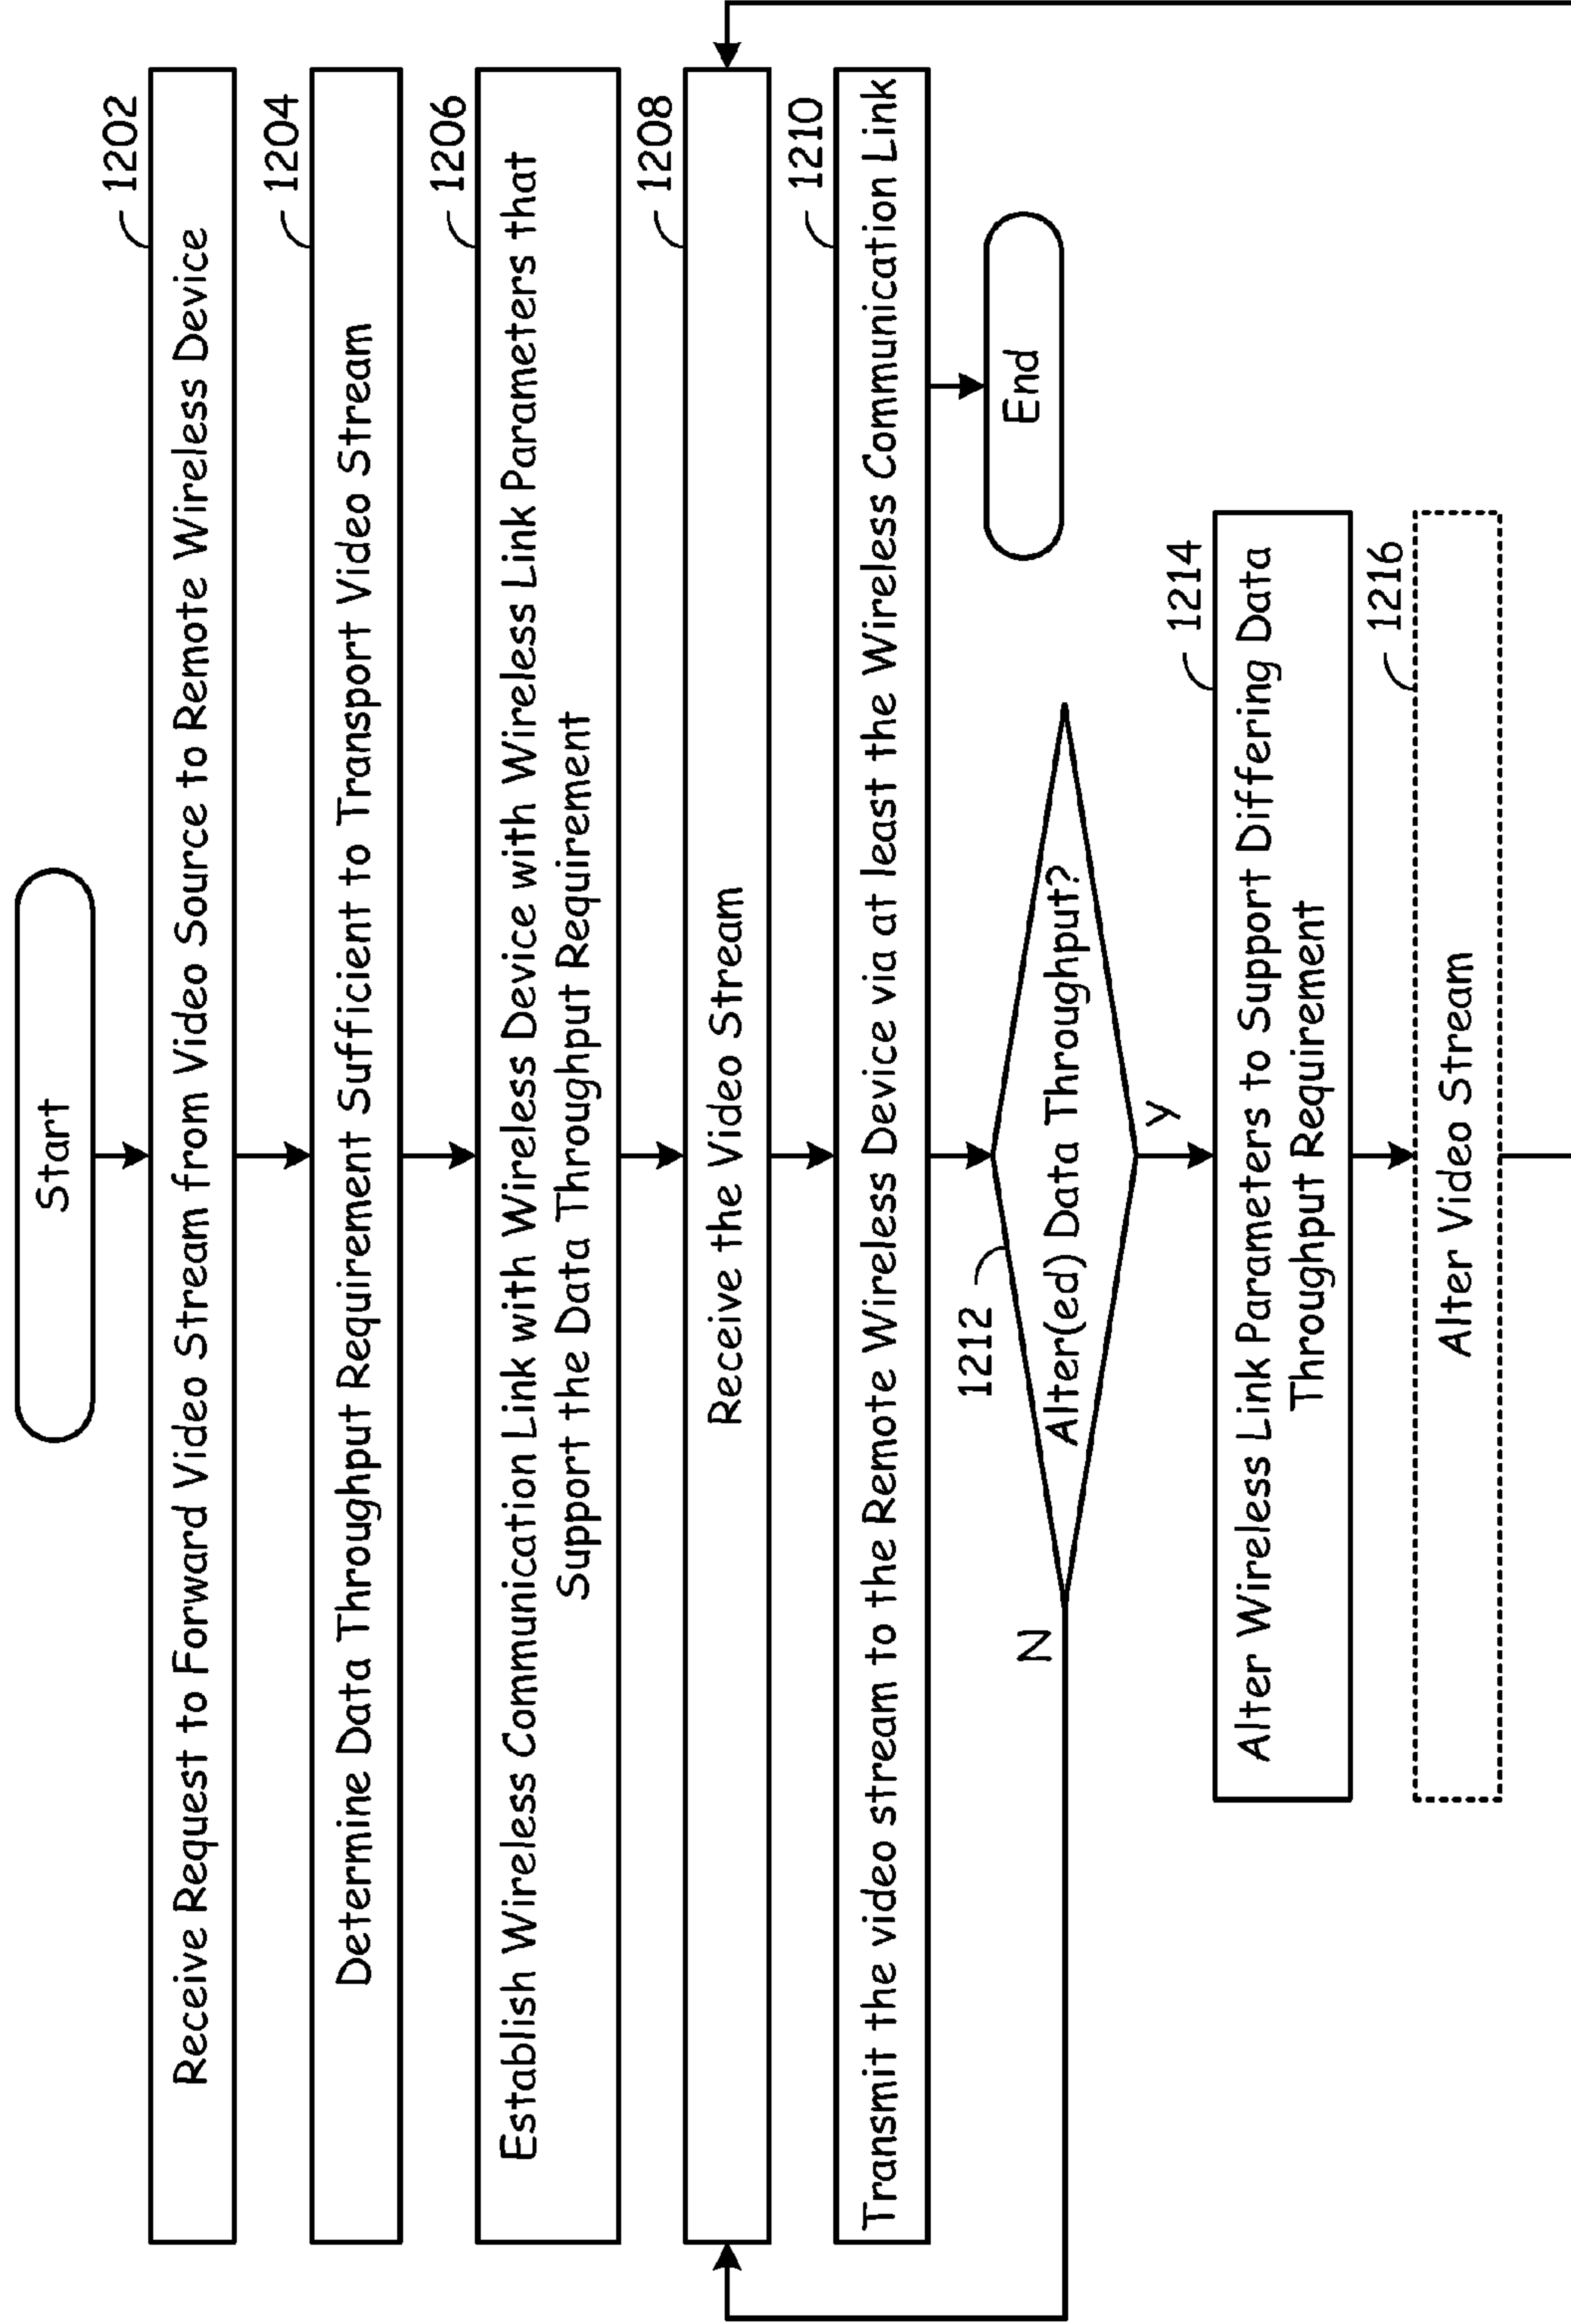 Start
1202
Receive Request to Forward Video Stream from Video Source to Remote Wireless Device
1204
Determine Data Throughput Requirement Sufficient to Transport Video Stream
1206
Establish Wireless Communication Link with Wireless Device with Wireless Link Parameters that
Support the Data Throughput Requirement
1208
Receive the Video Stream
1210
Transmit the video stream to the Remote Wireless Device via at least the Wireless Communication Link
End
1212
Alter(ed) Data Throughput?
N
Y
1214
Alter Wireless Link Parameters to Support Differing Data
Throughput Requirement
1216
Alter Video Stream